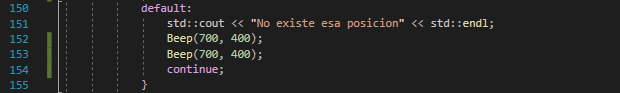 150 default:
151 std::cout << "No existe esa posicion" << std::endl;
152 Beep(700, 400);
153 Beep(700, 400);
154 continue;
155 }